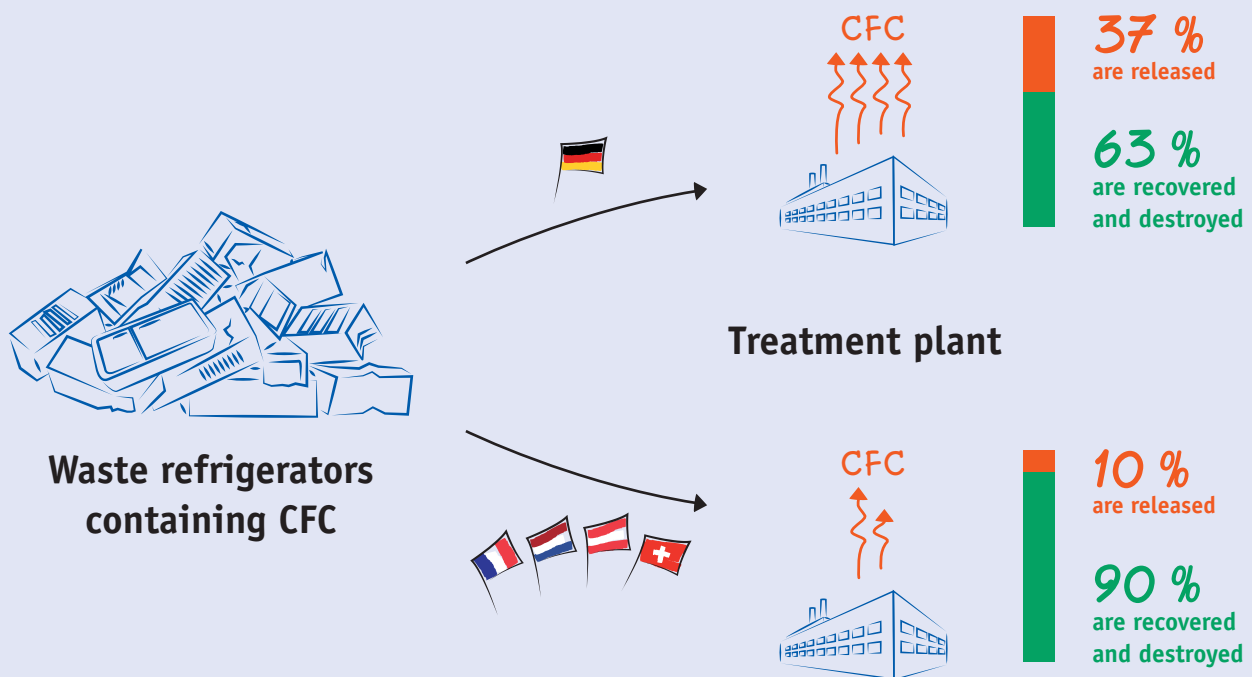 CFC
37 %
are released
63 %
are recovered
and destroyed
Treatment plant
Waste refrigerators
containing CFC
CFC
10 %
are released
90 %
are recovered
and destroyed